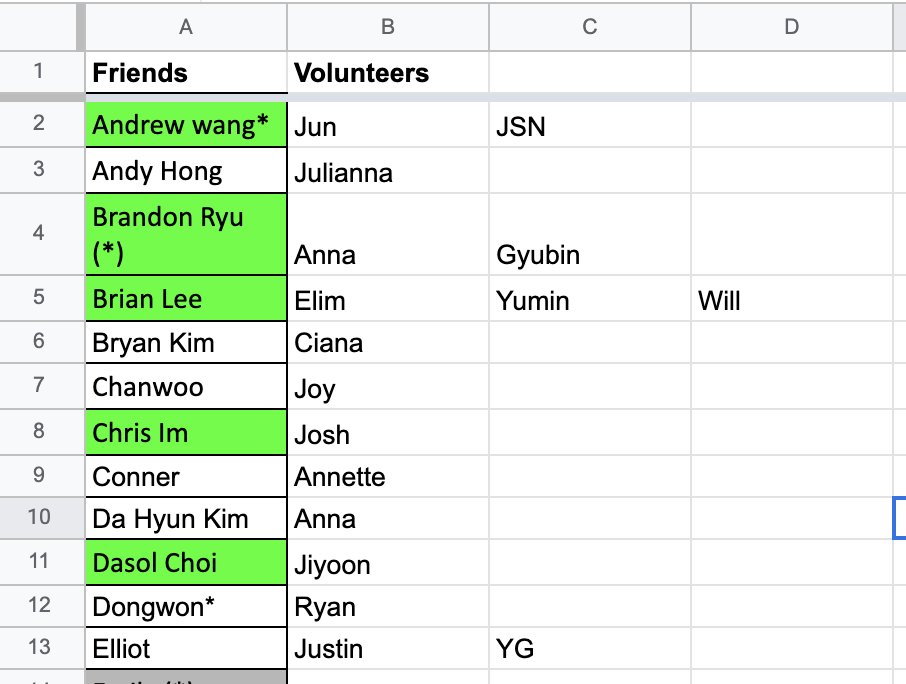 A B C D
1 Friends Volunteers
2 Andrew wang* Jun JSN
3 Andy Hong Julianna
4 Brandon Ryu
(*) Anna Gyubin
5 Brian Lee Elim Yumin Will
6 Bryan Kim Ciana
7 Chanwoo Joy
8 Chris Im Josh
9 Conner Annette
10 Da Hyun Kim Anna
11 Dasol Choi Jiyoon
12 Dongwon* Ryan
13 Elliot Justin YG